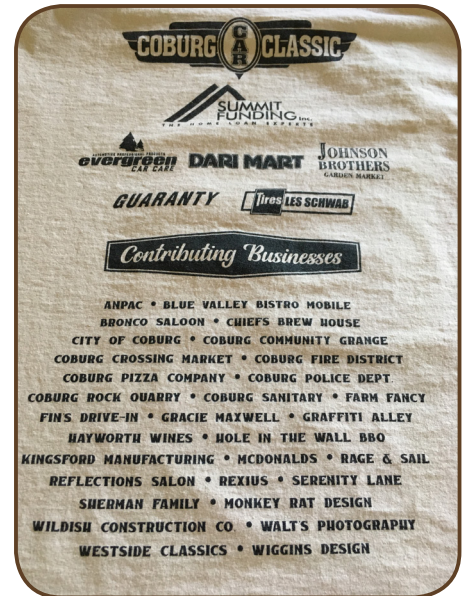 COBURG CAR CLASSIC
SUMMIT
FUNDING Inc.
THE HOME LOAN EXPERTS
AUTOMOTIVE PROFESSIONAL PRODUCTS
evergreen
CAR CARE
DARI MART
JOHNSON
BROTHERS
GARDEN MARKET
GUARANTY
Tires LES SCHWAB
Contributing Businesses
ANPAC • BLUE VALLEY BISTRO MOBILE
BRONCO SALOON • CHIEFS BREW HOUSE
CITY OF COBURG • COBURG COMMUNITY GRANGE
COBURG CROSSING MARKET • COBURG FIRE DISTRICT
COBURG PIZZA COMPANY • COBURG POLICE DEPT.
COBURG ROCK QUARRY • COBURG SANITARY • FARM FANCY
FIN'S DRIVE-IN • GRACIE MAXWELL • GRAFFITI ALLEY
HAYWORTH WINES • HOLE IN THE WALL BBQ
KINGSFORD MANUFACTURING • MCDONALDS • RAGE & SAIL
REFLECTIONS SALON • REXIUS • SERENITY LANE
SHERMAN FAMILY • MONKEY RAT DESIGN
WILDISH CONSTRUCTION CO. • WALT'S PHOTOGRAPHY
WESTSIDE CLASSICS • WIGGINS DESIGN